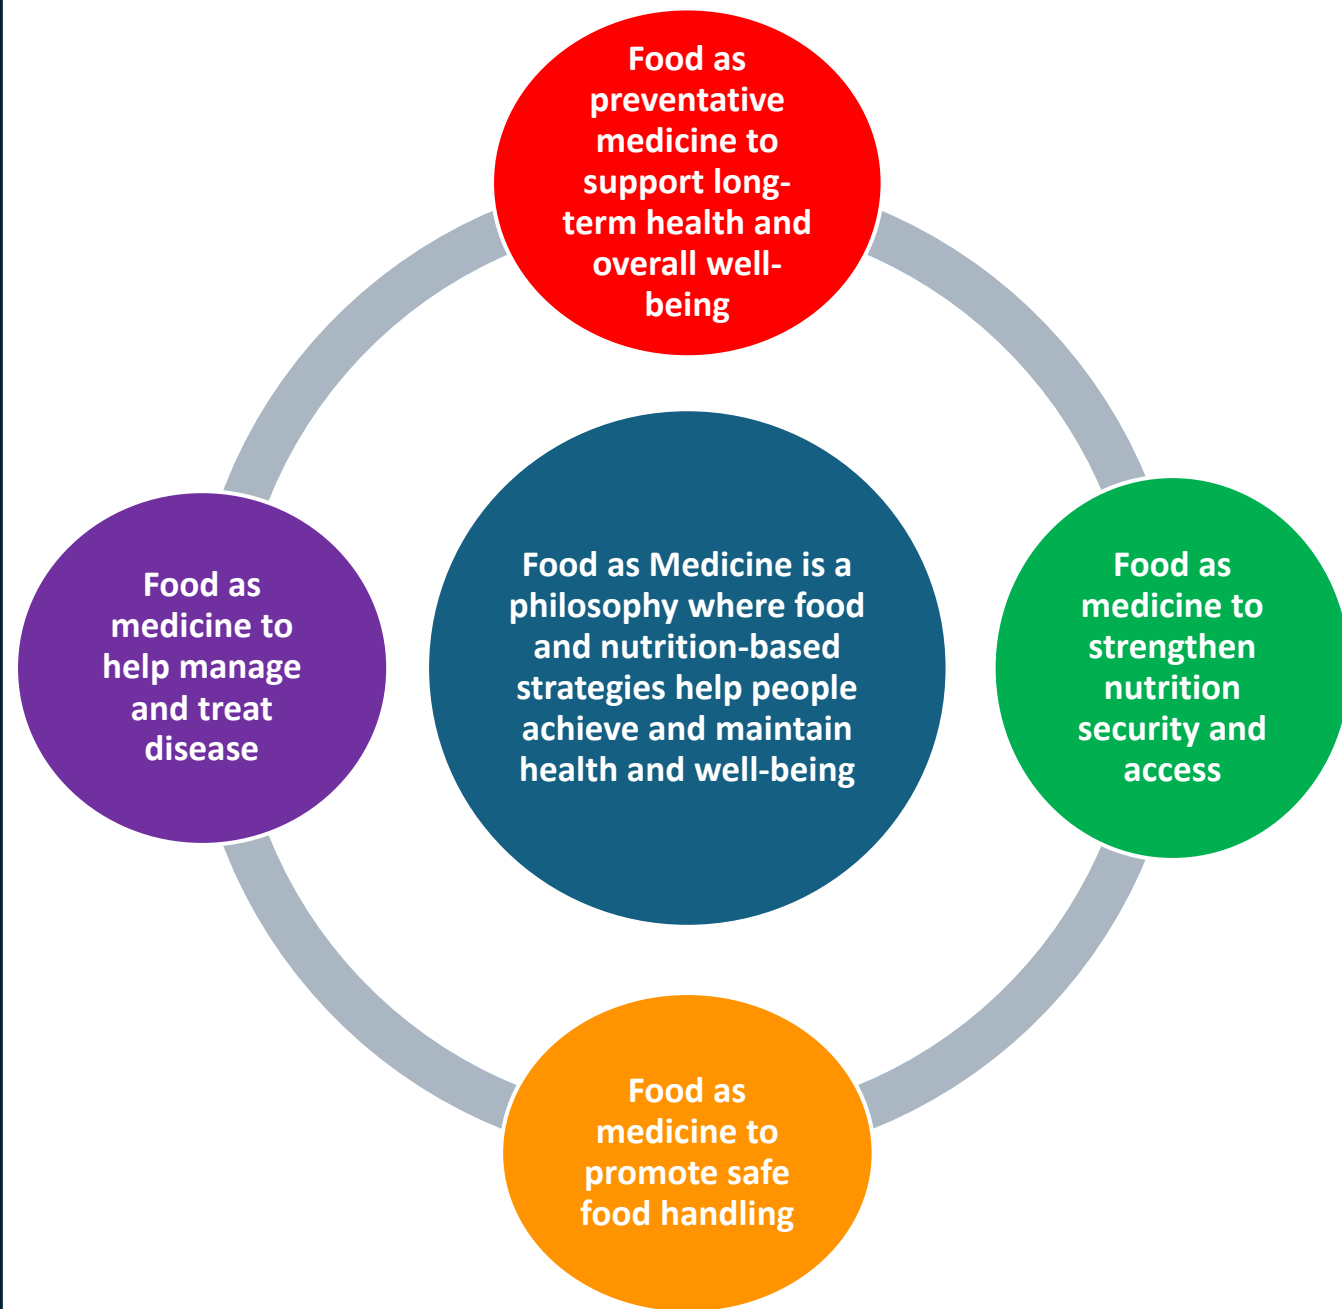 Food as
preventative
medicine to
support long-
term health and
overall well-
being
Food as
medicine to
help manage
and treat
disease
Food as Medicine is a
philosophy where food
and nutrition-based
strategies help people
achieve and maintain
health and well-being
Food as
medicine to
strengthen
nutrition
security and
access
Food as
medicine to
promote safe
food handling